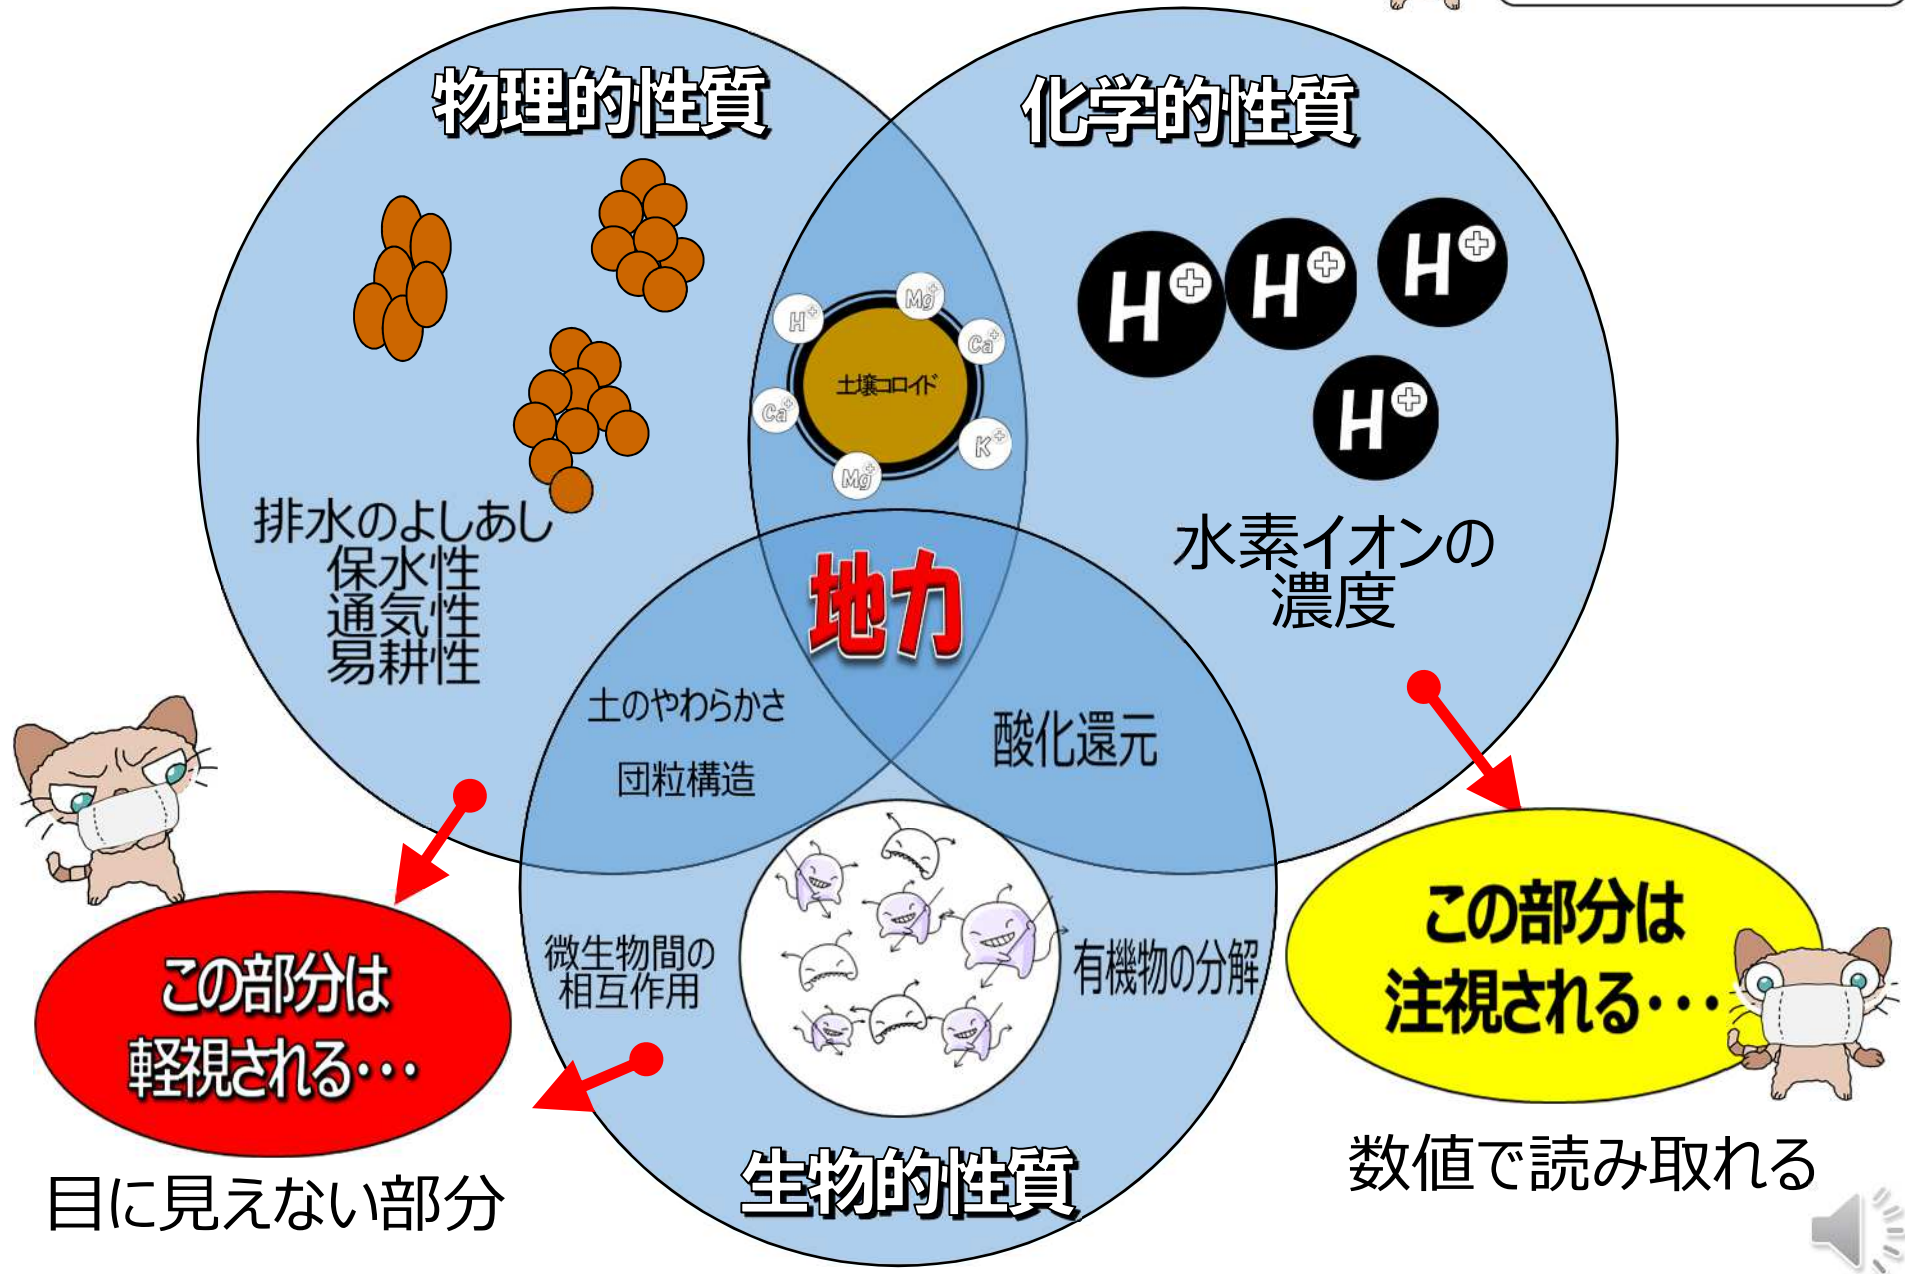 物理的性質
化学的性質
H+
H+
H+
H+
H+
Mg+
Ca+
土壌コロイド
Ca+
K+
Mg+
排水のよしあし
保水性
通気性
易耕性
水素イオンの
濃度
地力
土のやわらかさ
団粒構造
酸化還元
微生物間の
相互作用
有機物の分解
この部分は
軽視される・・・
この部分は
注視される・・・
生物的性質
目に見えない部分
数値で読み取れる